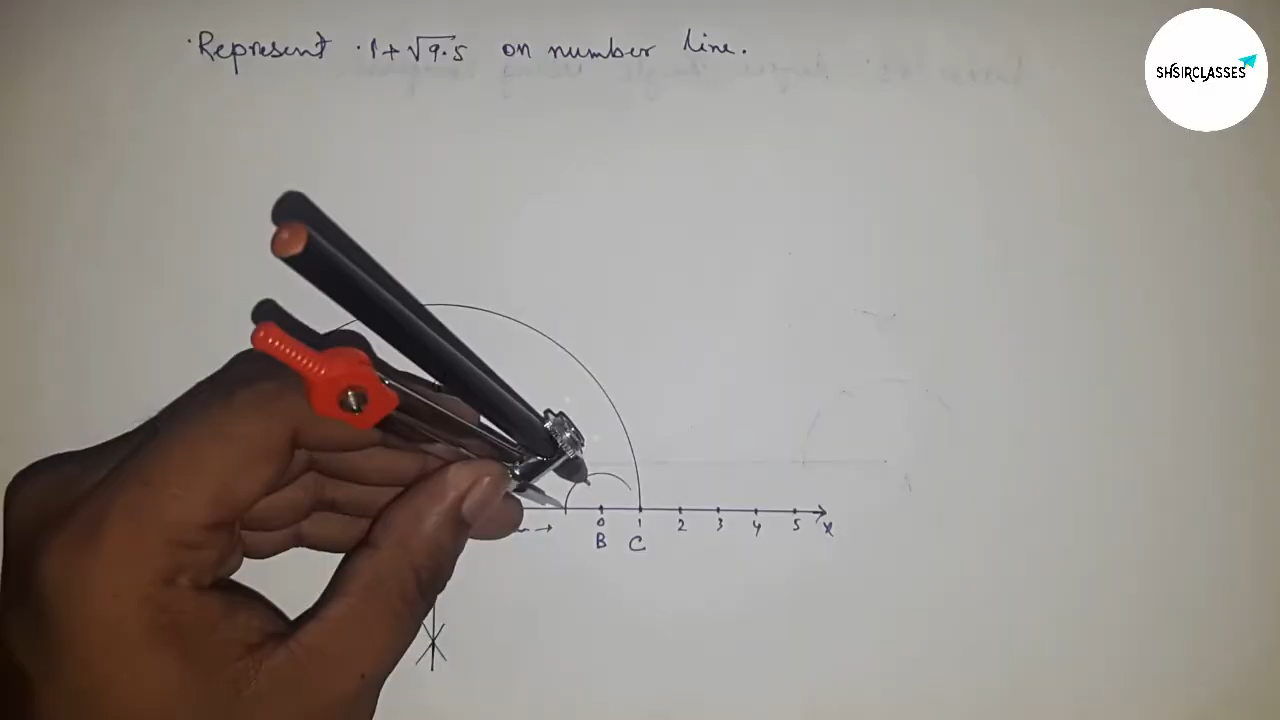 Represent · 1 + √9.5 on number line.
SHSIRCLASSES
0 1 2 3 4 5 X
B C